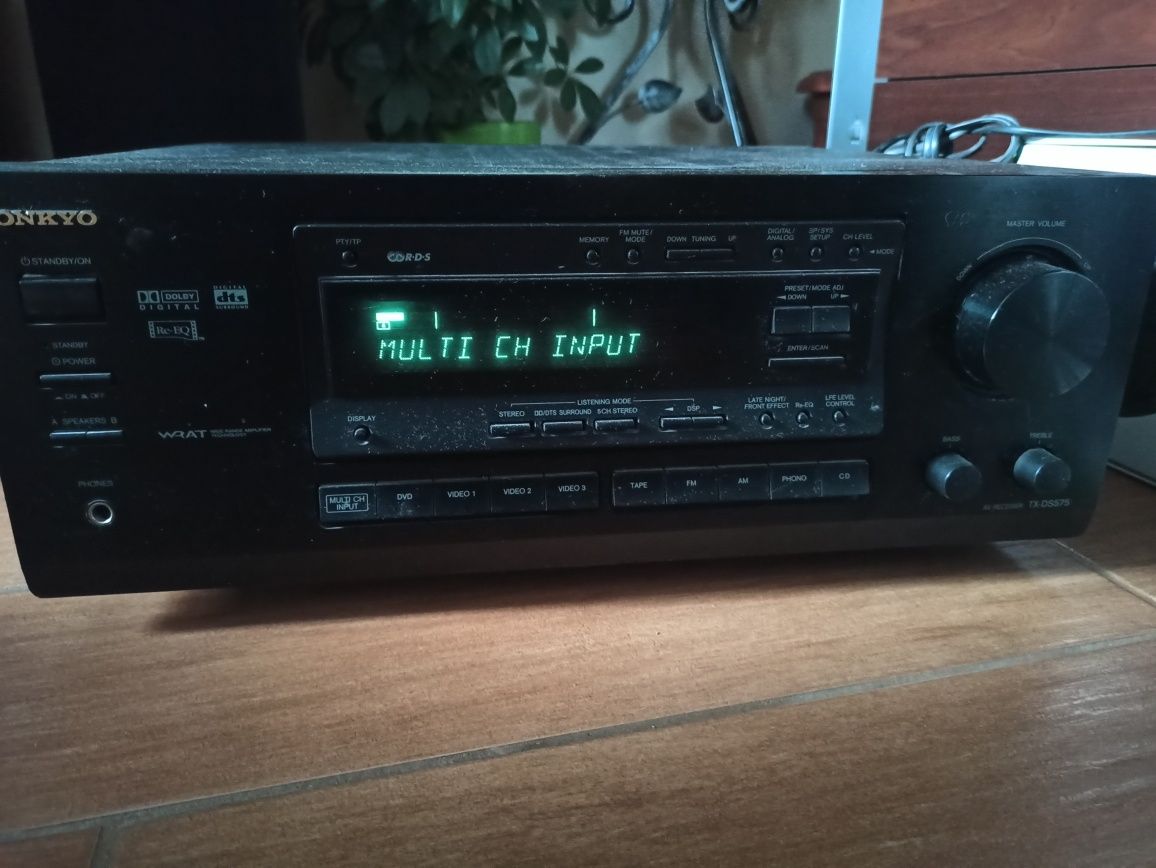 ONKYO
STANDBY/ON
DOLBY
DIGITAL
DIGITAL
dts
SURROUND
Re-EQ
STANDBY
POWER
ON OFF
A SPEAKERS B
WRAT WIDE RANGE AMPLIFIER
TECHNOLOGY
PHONES
PTY/TP
R·D·S
MEMORY
FM MUTE/
MODE
DOWN TUNING UP
DIGITAL/
ANALOG
SP/SYS
SETUP
CH LEVEL
MODE
MULTI CH INPUT
PRESET/MODE ADJ
DOWN UP
ENTER/SCAN
DISPLAY
LISTENING MODE
STEREO
DD/DTS SURROUND
5CH STEREO
DSP
LATE NIGHT/
FRONT EFFECT
Re-EQ
LFE LEVEL
CONTROL
MULTI CH
INPUT
DVD
VIDEO 1
VIDEO 2
VIDEO 3
TAPE
FM
AM
PHONO
CD
MASTER VOLUME
DOWN
UP
BASS
TREBLE
AV RECEIVER TX-DS575